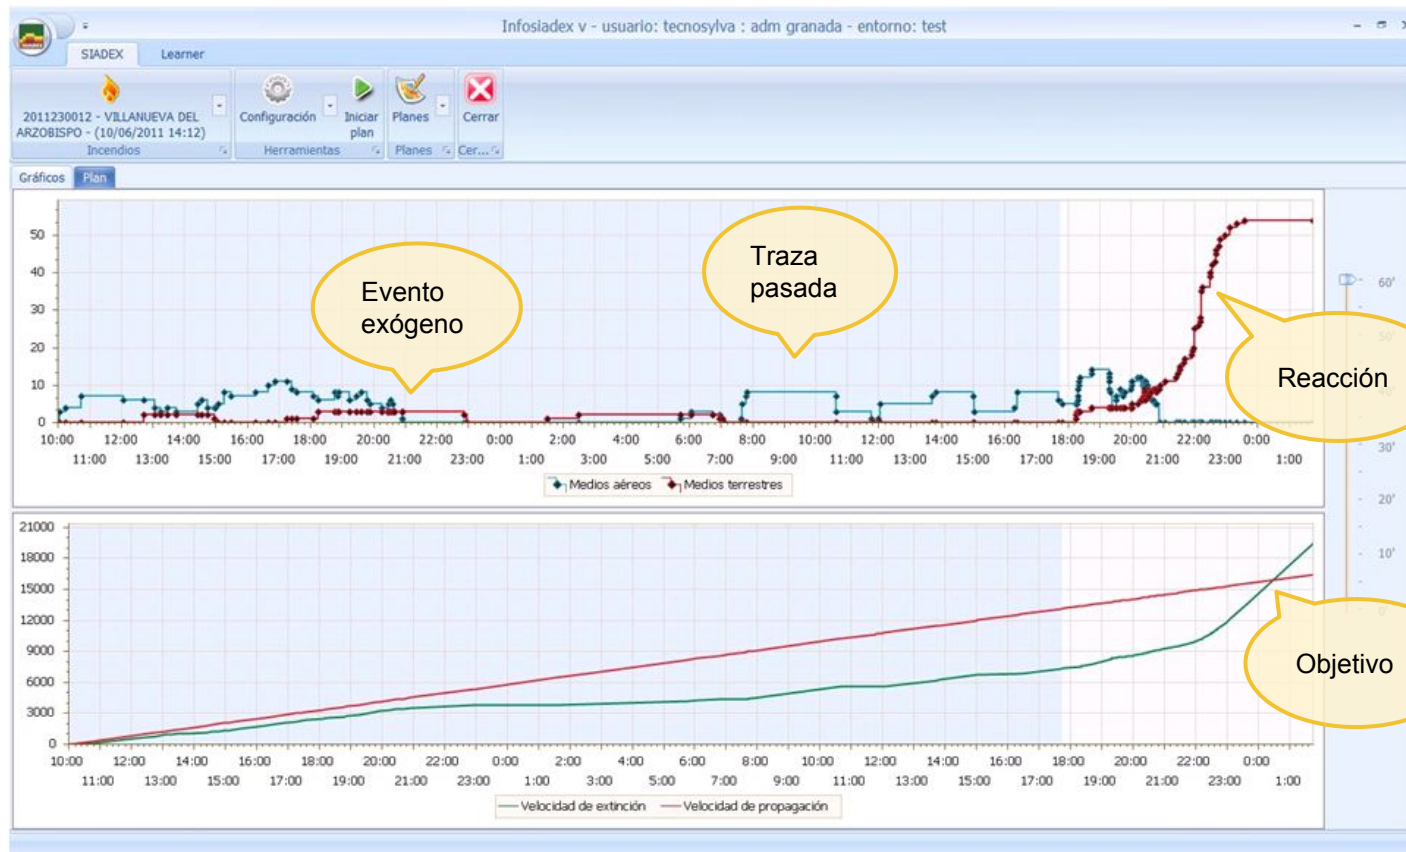 Infosiadex v - usuario: tecnosylva : adm granada - entorno: test
SIADEX Learner
2011230012 - VILLANUEVA DEL
ARZOBISPO - (10/06/2011 14:12)
Incendios
Configuración
Iniciar
plan
Herramientas
Planes
Planes
Cerrar
Cer...
Gráficos Plan
50
40
30
20
10
0
Evento
exógeno
Traza
pasada
Reacción
10:00 12:00 14:00 16:00 18:00 20:00 22:00 0:00 2:00 4:00 6:00 8:00 10:00 12:00 14:00 16:00 18:00 20:00 22:00 0:00
11:00 13:00 15:00 17:00 19:00 21:00 23:00 1:00 3:00 5:00 7:00 9:00 11:00 13:00 15:00 17:00 19:00 21:00 23:00 1:00
Medios aéreos Medios terrestres
60'
50'
30'
20'
10'
0'
21000
18000
15000
12000
9000
6000
3000
0
Objetivo
10:00 12:00 14:00 16:00 18:00 20:00 22:00 0:00 2:00 4:00 6:00 8:00 10:00 12:00 14:00 16:00 18:00 20:00 22:00 0:00
11:00 13:00 15:00 17:00 19:00 21:00 23:00 1:00 3:00 5:00 7:00 9:00 11:00 13:00 15:00 17:00 19:00 21:00 23:00 1:00
Velocidad de extinción Velocidad de propagación